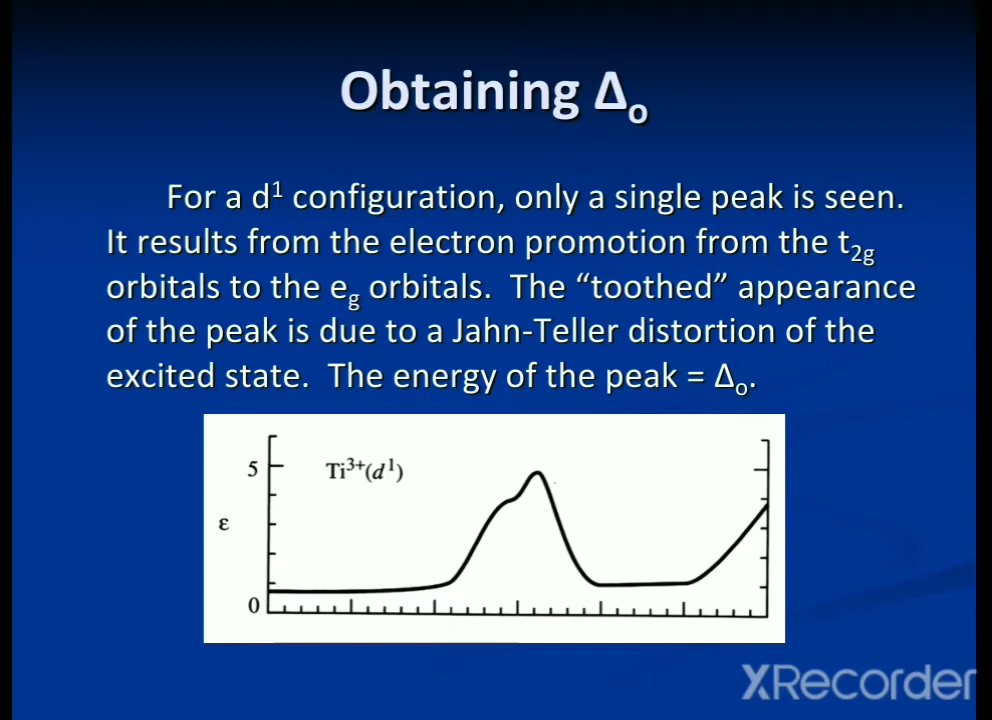 Obtaining Δₒ
For a d¹ configuration, only a single peak is seen.
It results from the electron promotion from the t₂g
orbitals to the eg orbitals. The “toothed” appearance
of the peak is due to a Jahn-Teller distortion of the
excited state. The energy of the peak = Δₒ.
5
Ti³⁺(d¹)
ε
0
XRecorder